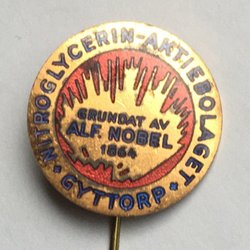 NITROGLYCERIN-AKTIEBOLAGET
GRUNDAT AV
ALF. NOBEL
1864
* GYTTORP *